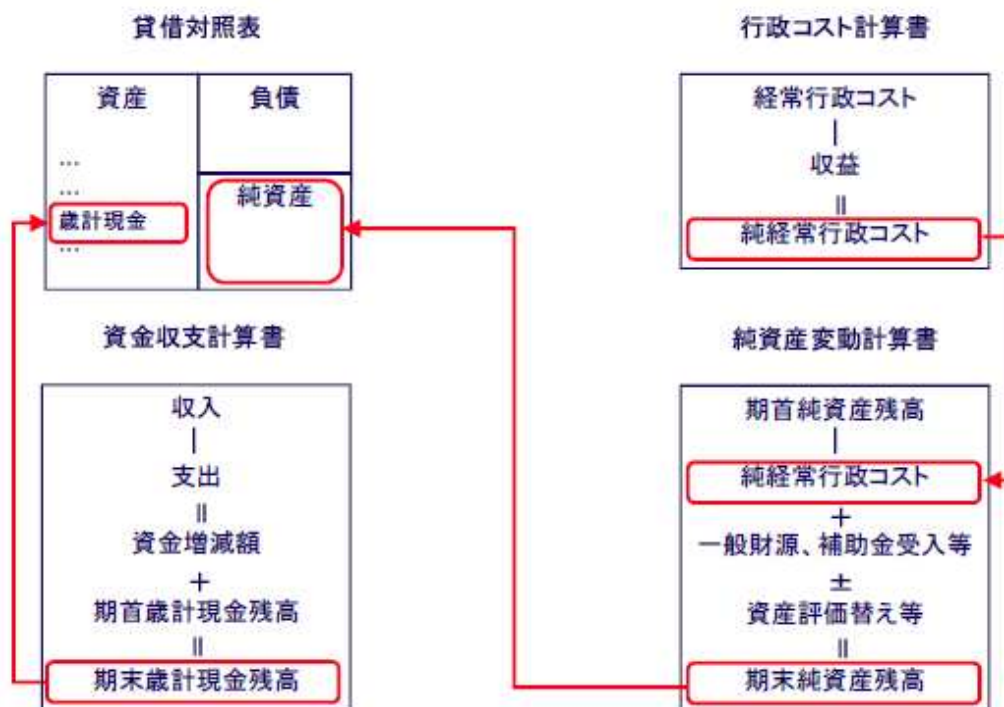 貸借対照表
資産
負債
…
…
歳計現金
…
純資産
行政コスト計算書
経常行政コスト
|
収益
||
純経常行政コスト
資金収支計算書
収入
|
支出
||
資金増減額
+
期首歳計現金残高
||
期末歳計現金残高
純資産変動計算書
期首純資産残高
|
純経常行政コスト
+
一般財源、補助金受入等
±
資産評価替え等
||
期末純資産残高